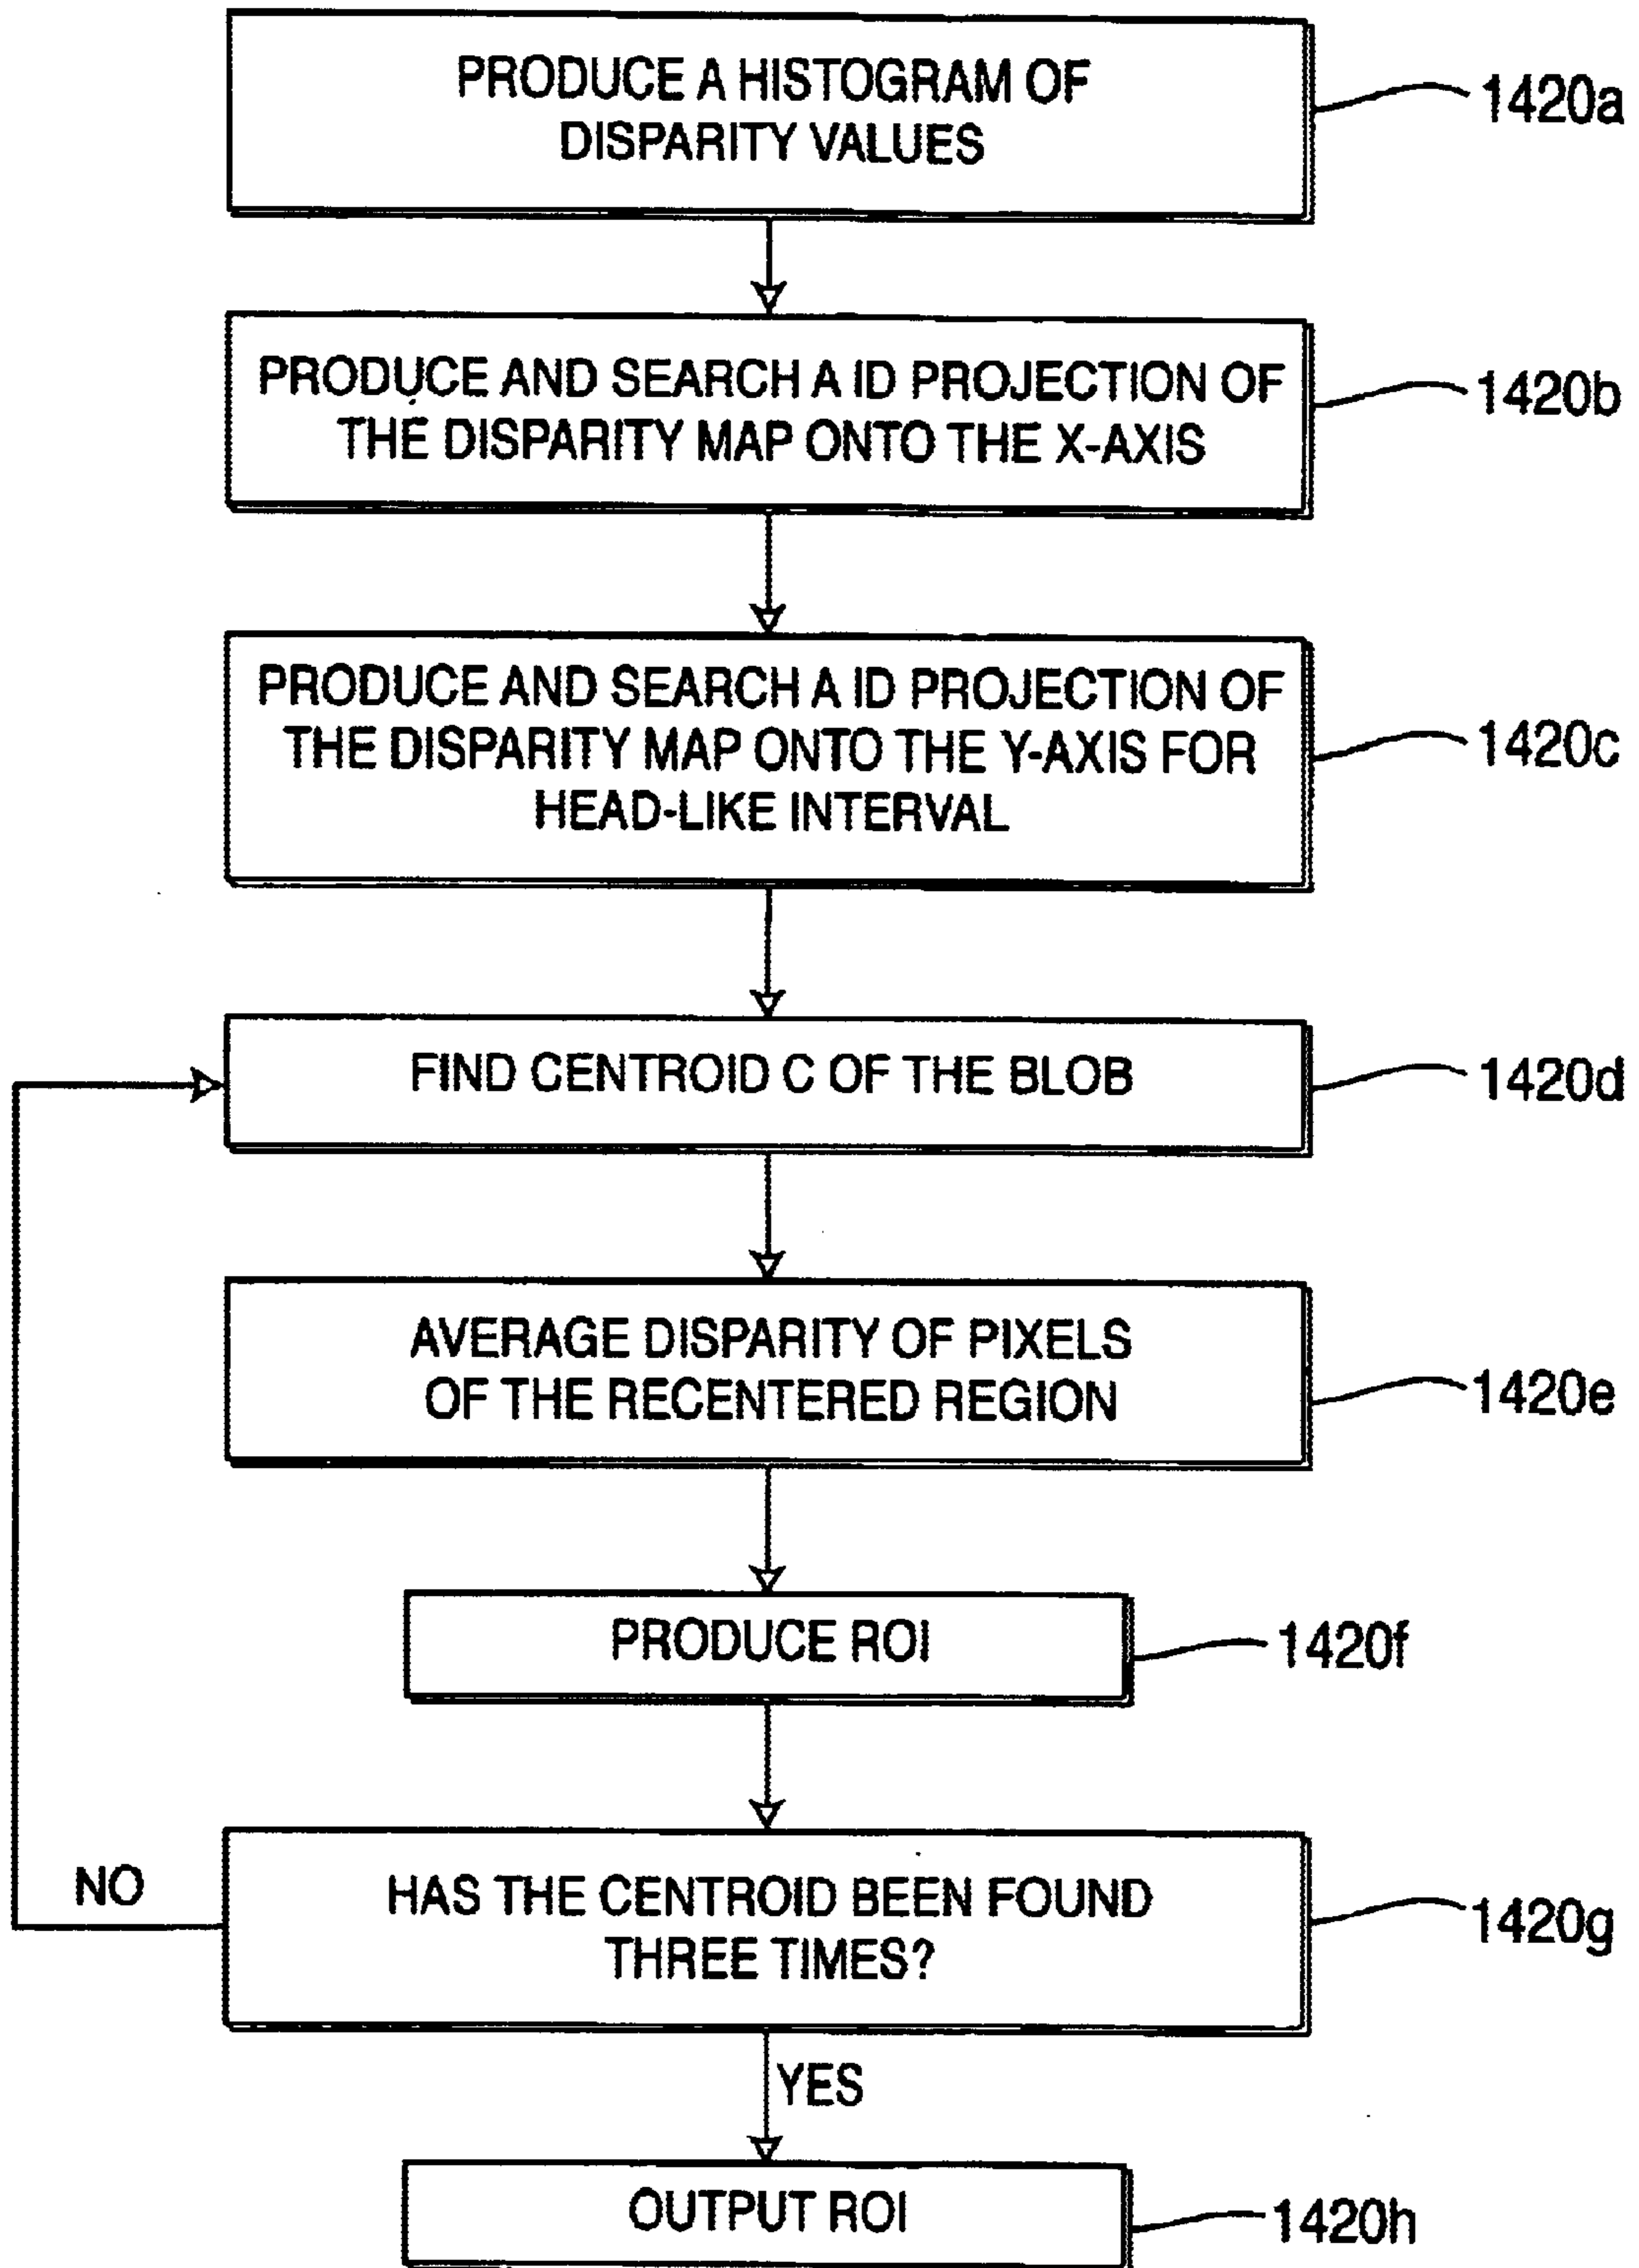 PRODUCE A HISTOGRAM OF
DISPARITY VALUES
1420a
PRODUCE AND SEARCH A ID PROJECTION OF
THE DISPARITY MAP ONTO THE X-AXIS
1420b
PRODUCE AND SEARCH A ID PROJECTION OF
THE DISPARITY MAP ONTO THE Y-AXIS FOR
HEAD-LIKE INTERVAL
1420c
FIND CENTROID C OF THE BLOB
1420d
AVERAGE DISPARITY OF PIXELS
OF THE RECENTERED REGION
1420e
PRODUCE ROI
1420f
NO
HAS THE CENTROID BEEN FOUND
THREE TIMES?
1420g
YES
OUTPUT ROI
1420h